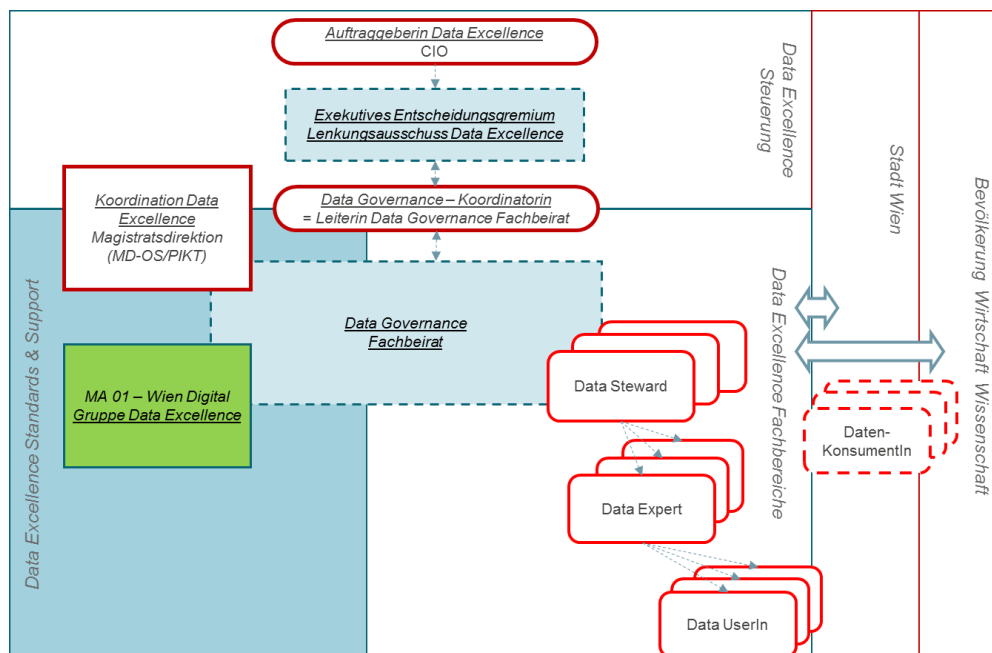 Auftraggeberin Data Excellence
CIO
Exekutives Entscheidungsgremium
Lenkungsausschuss Data Excellence
Data Excellence
Steuerung
Koordination Data
Excellence
Magistratsdirektion
(MD-OS/PIKT)
Data Governance – Koordinatorin
= Leiterin Data Governance Fachbeirat
Stadt Wien
Bevölkerung Wirtschaft Wissenschaft
Data Excellence Standards & Support
Data Governance
Fachbeirat
Data Excellence Fachbereiche
MA 01 – Wien Digital
Gruppe Data Excellence
Data Steward
Daten-
KonsumentIn
Data Expert
Data UserIn